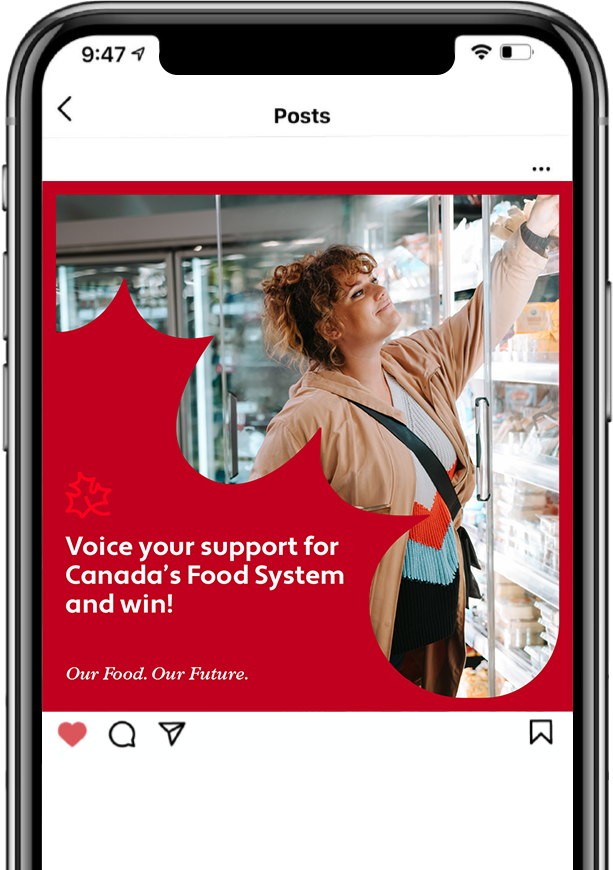 9:47
Posts
Voice your support for
Canada's Food System
and win!
Our Food. Our Future.